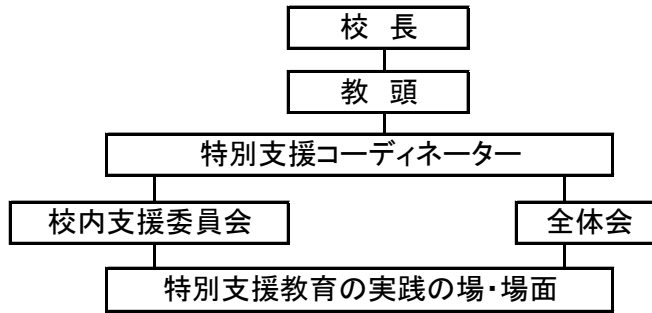 校 長
教 頭
特別支援コーディネーター
校内支援委員会
全体会
特別支援教育の実践の場・場面